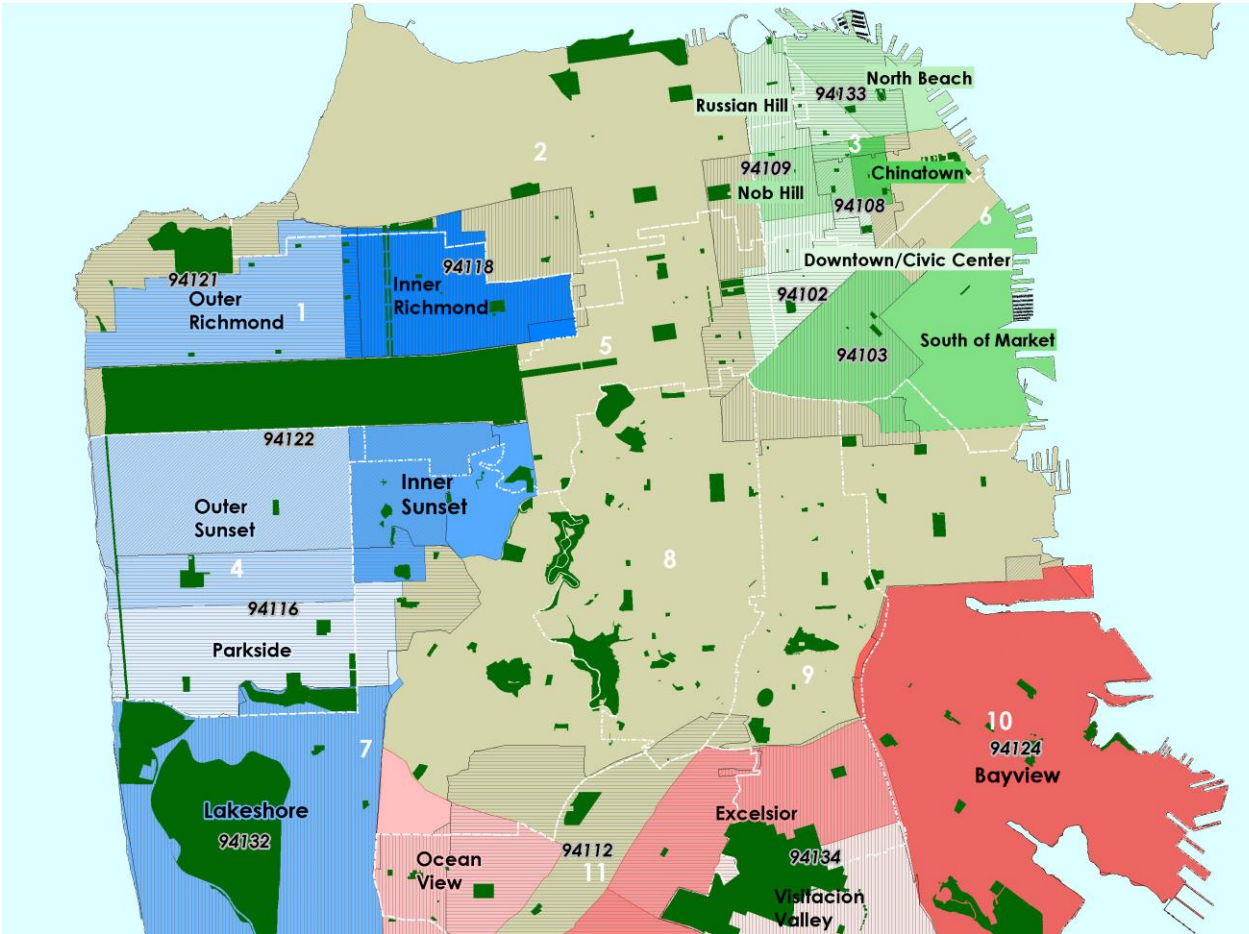 North Beach
94133
Russian Hill
3
2
94109
Chinatown
Nob Hill
94108
6
94118
Downtown/Civic Center
94121
Inner
Richmond
94102
Outer
Richmond
1
South of Market
5
94103
94122
Inner
Sunset
Outer
Sunset
8
4
94116
Parkside
9
10
7
94124
Bayview
Lakeshore
Excelsior
94132
94112
94134
Ocean
View
11
Visitacion
Valley